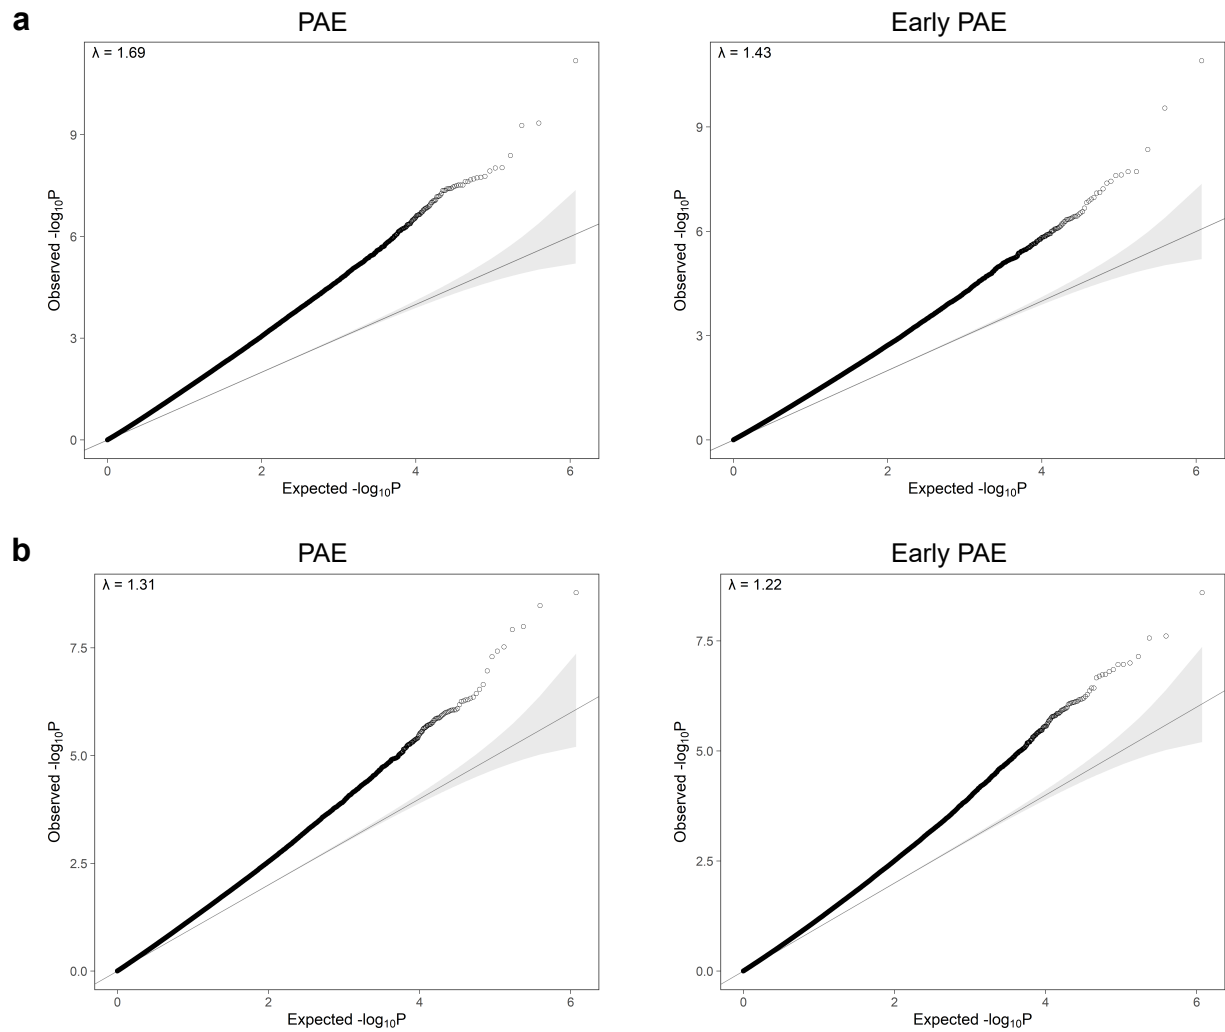 a
PAE
Early PAE
λ = 1.69
λ = 1.43
9
6
3
0
Observed -log₁₀P
0 2 4 6
Expected -log₁₀P
9
6
3
0
Observed -log₁₀P
0 2 4 6
Expected -log₁₀P
b
PAE
Early PAE
λ = 1.31
λ = 1.22
7.5
5.0
2.5
0.0
Observed -log₁₀P
0 2 4 6
Expected -log₁₀P
7.5
5.0
2.5
0.0
Observed -log₁₀P
0 2 4 6
Expected -log₁₀P